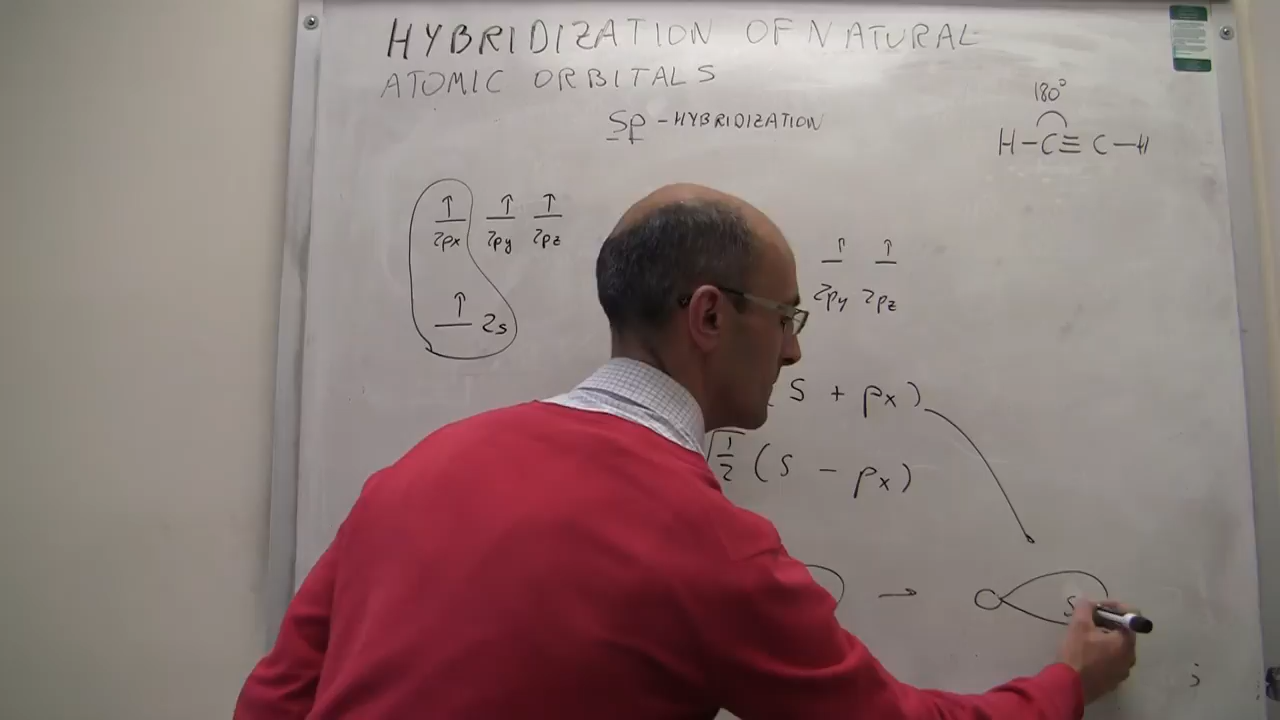 HYBRIDIZATION OF NATURAL
ATOMIC ORBITALS
sp - HYBRIDIZATION
180°
H-C≡C-H
↑ ↑ ↑
2px 2py 2pz
↑ 2s
↑ ↑
2py 2pz
(s + px)
√1/2 (s - px)
→
s